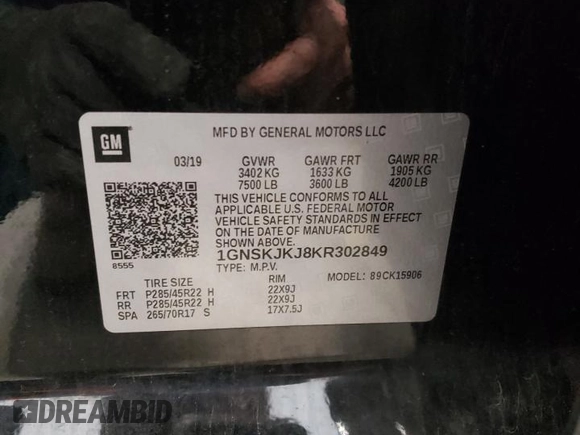 GM
MFD BY GENERAL MOTORS LLC
03/19 GVWR GAWR FRT GAWR RR
3402 KG 1633 KG 1905 KG
7500 LB 3600 LB 4200 LB
THIS VEHICLE CONFORMS TO ALL
APPLICABLE U.S. FEDERAL MOTOR
VEHICLE SAFETY STANDARDS IN EFFECT
ON THE DATE OF MANUFACTURE
SHOWN ABOVE.
1GNSKJKJ8KR302849
8555
TYPE: M.P.V. MODEL: 89CK15906
TIRE SIZE RIM
FRT P285/45R22 H 22X9J
RR P285/45R22 H 22X9J
SPA 265/70R17 S 17X7.5J
DREAMBID